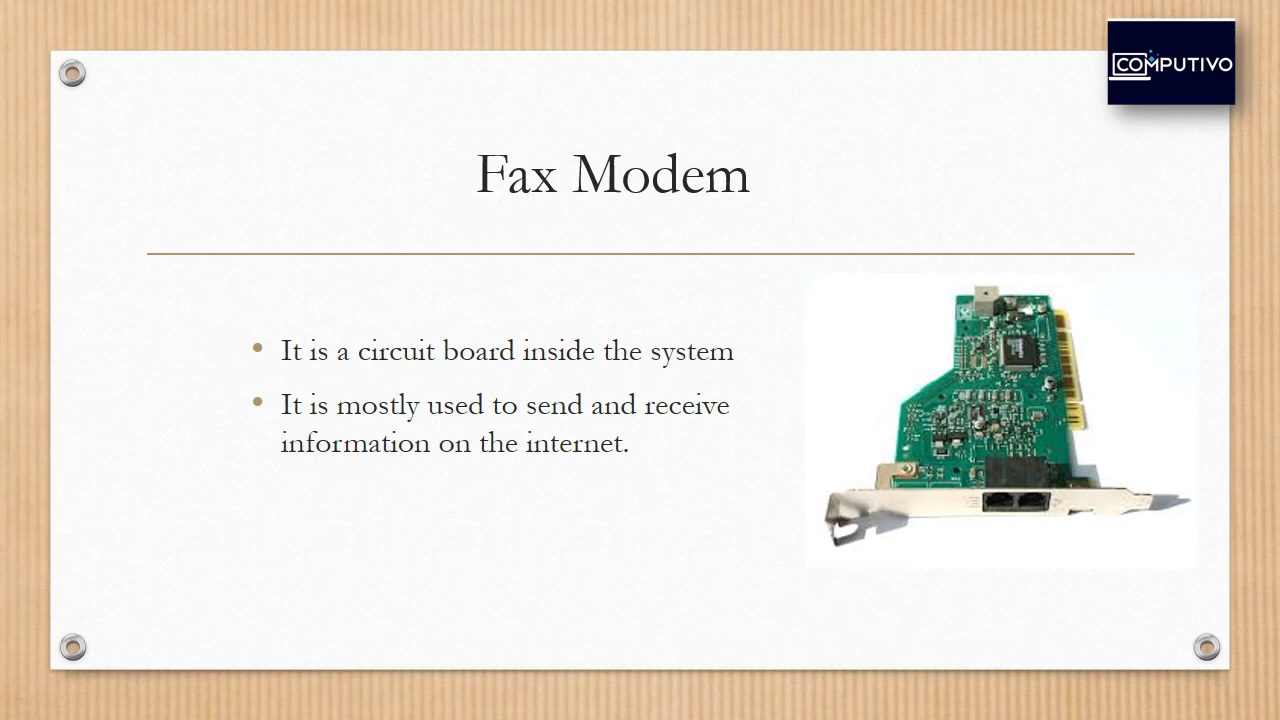 COMPUTIVO
Fax Modem
• It is a circuit board inside the system
• It is mostly used to send and receive
information on the internet.